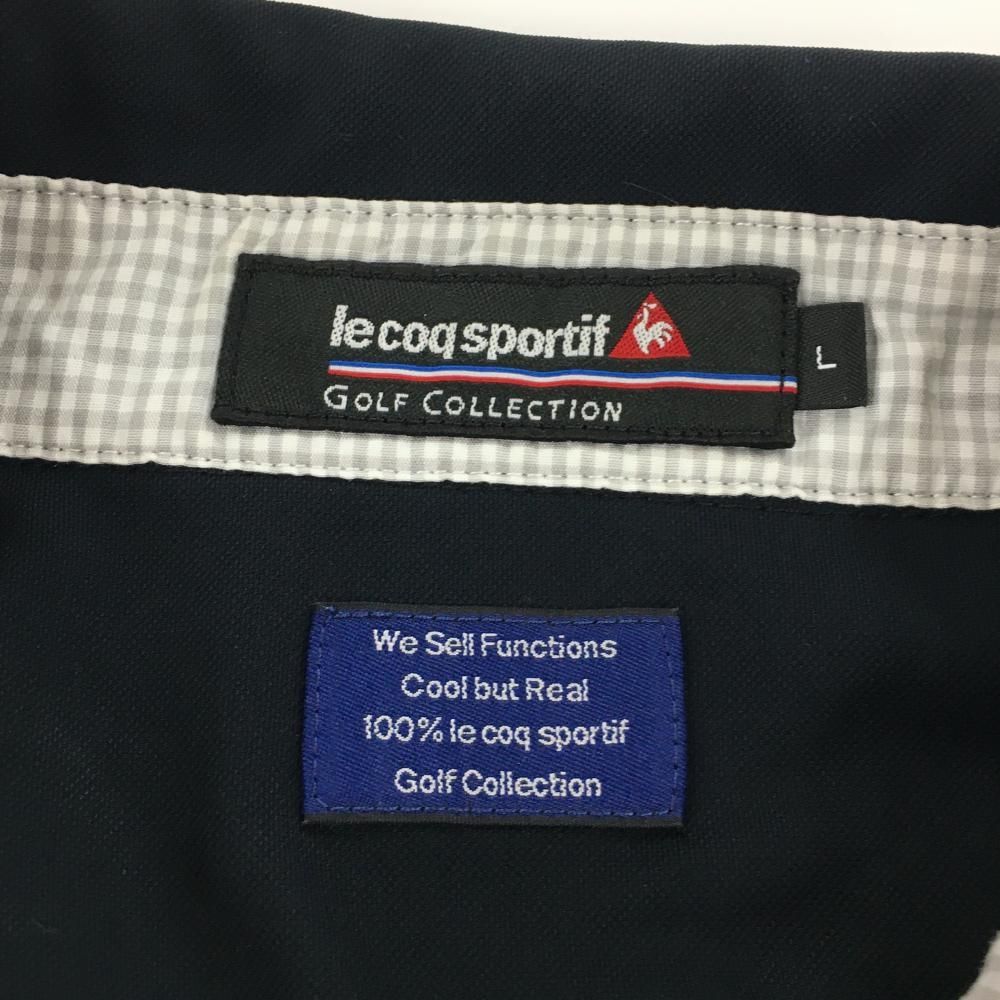 le coq sportif
GOLF COLLECTION
L
We Sell Functions
Cool but Real
100% le coq sportif
Golf Collection